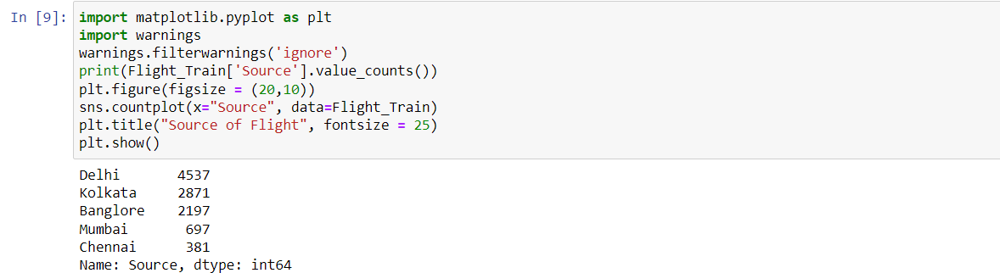 In [9]: import matplotlib.pyplot as plt
import warnings
warnings.filterwarnings('ignore')
print(Flight_Train['Source'].value_counts())
plt.figure(figsize = (20,10))
sns.countplot(x="Source", data=Flight_Train)
plt.title("Source of Flight", fontsize = 25)
plt.show()
Delhi       4537
Kolkata     2871
Banglore    2197
Mumbai       697
Chennai      381
Name: Source, dtype: int64